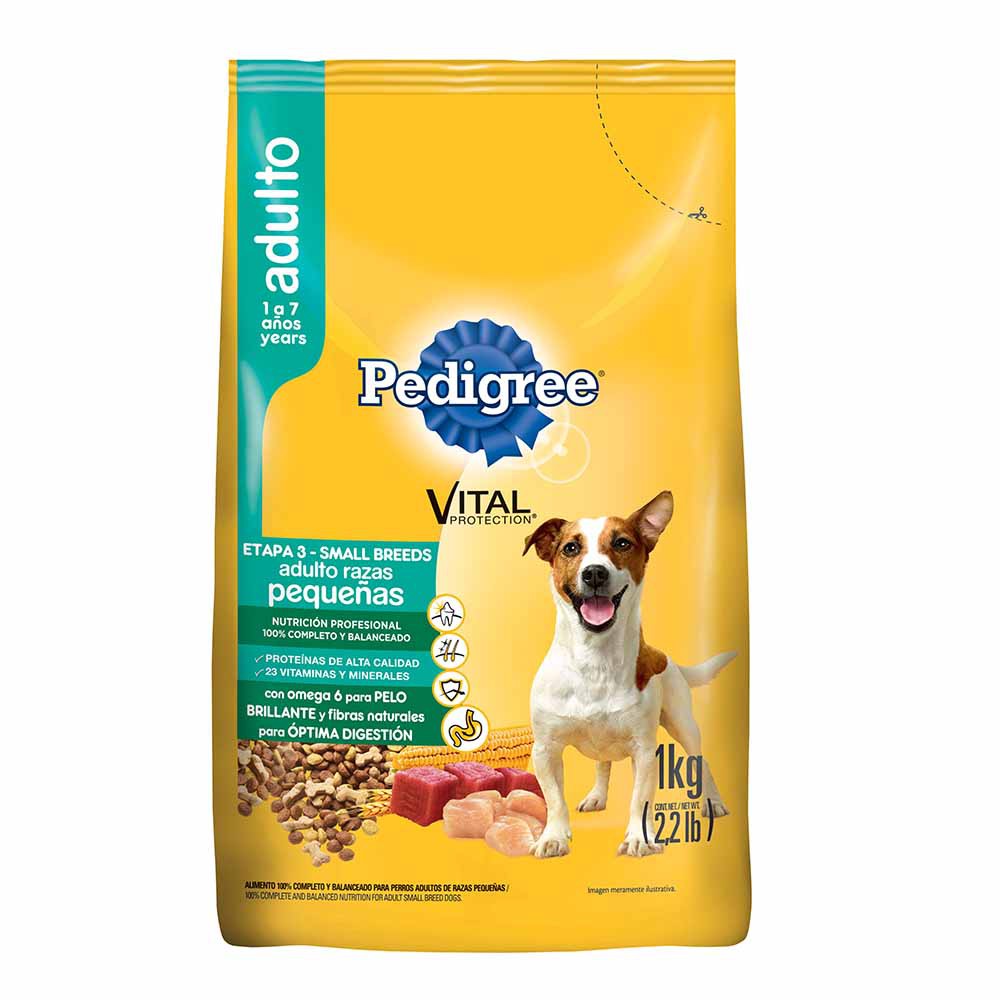 adulto
1 a 7
años
years
Pedigree®
VITAL
PROTECTION®
ETAPA 3 - SMALL BREEDS
adulto razas
pequeñas
NUTRICIÓN PROFESIONAL
100% COMPLETO Y BALANCEADO
✓ PROTEÍNAS DE ALTA CALIDAD
✓ 23 VITAMINAS Y MINERALES
con omega 6 para PELO
BRILLANTE y fibras naturales
para ÓPTIMA DIGESTIÓN
1kg
CONT. NET. / NET WT.
(2,2 lb)
ALIMENTO 100% COMPLETO Y BALANCEADO PARA PERROS ADULTOS DE RAZAS PEQUEÑAS /
100% COMPLETE AND BALANCED NUTRITION FOR ADULT SMALL BREED DOGS.
Imagen meramente ilustrativa.